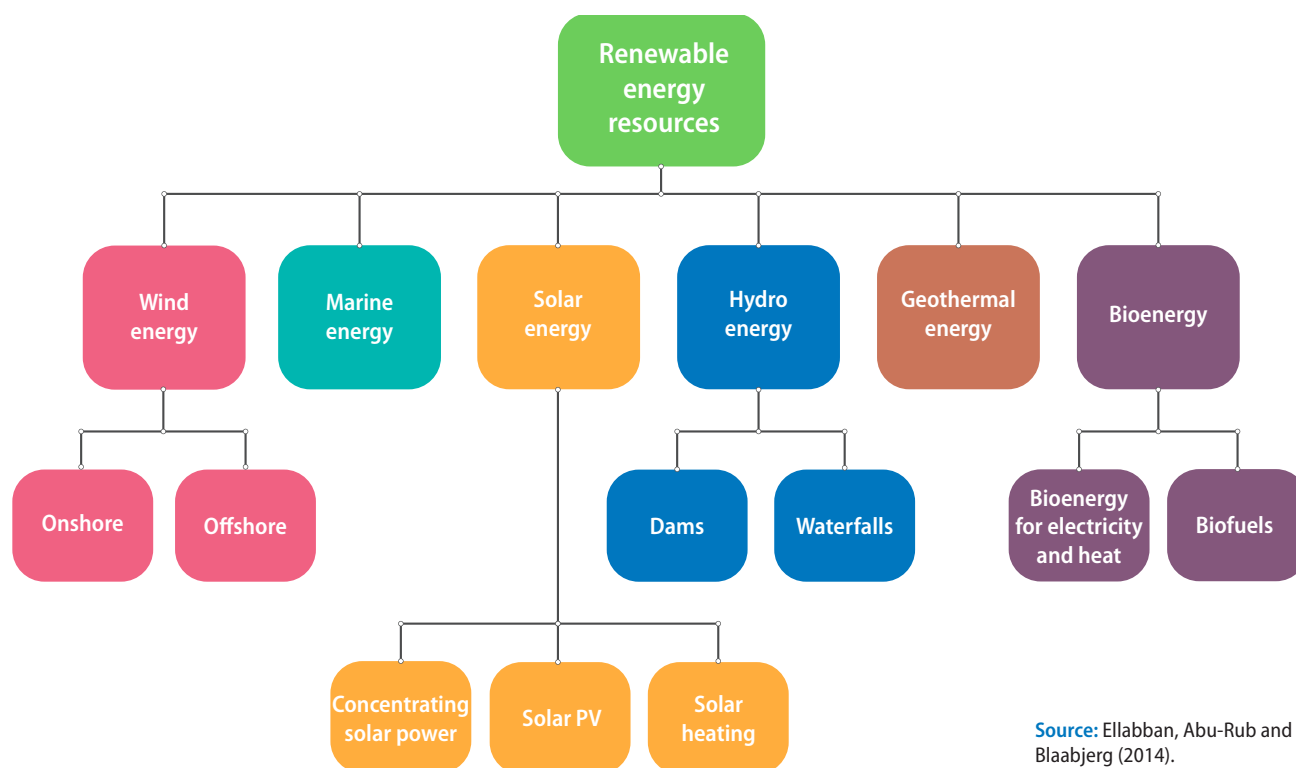 Renewable
energy
resources
Wind
energy
Marine
energy
Solar
energy
Hydro
energy
Geothermal
energy
Bioenergy
Onshore
Offshore
Dams
Waterfalls
Bioenergy
for electricity
and heat
Biofuels
Concentrating
solar power
Solar PV
Solar
heating
Source: Ellabban, Abu-Rub and
Blaabjerg (2014).